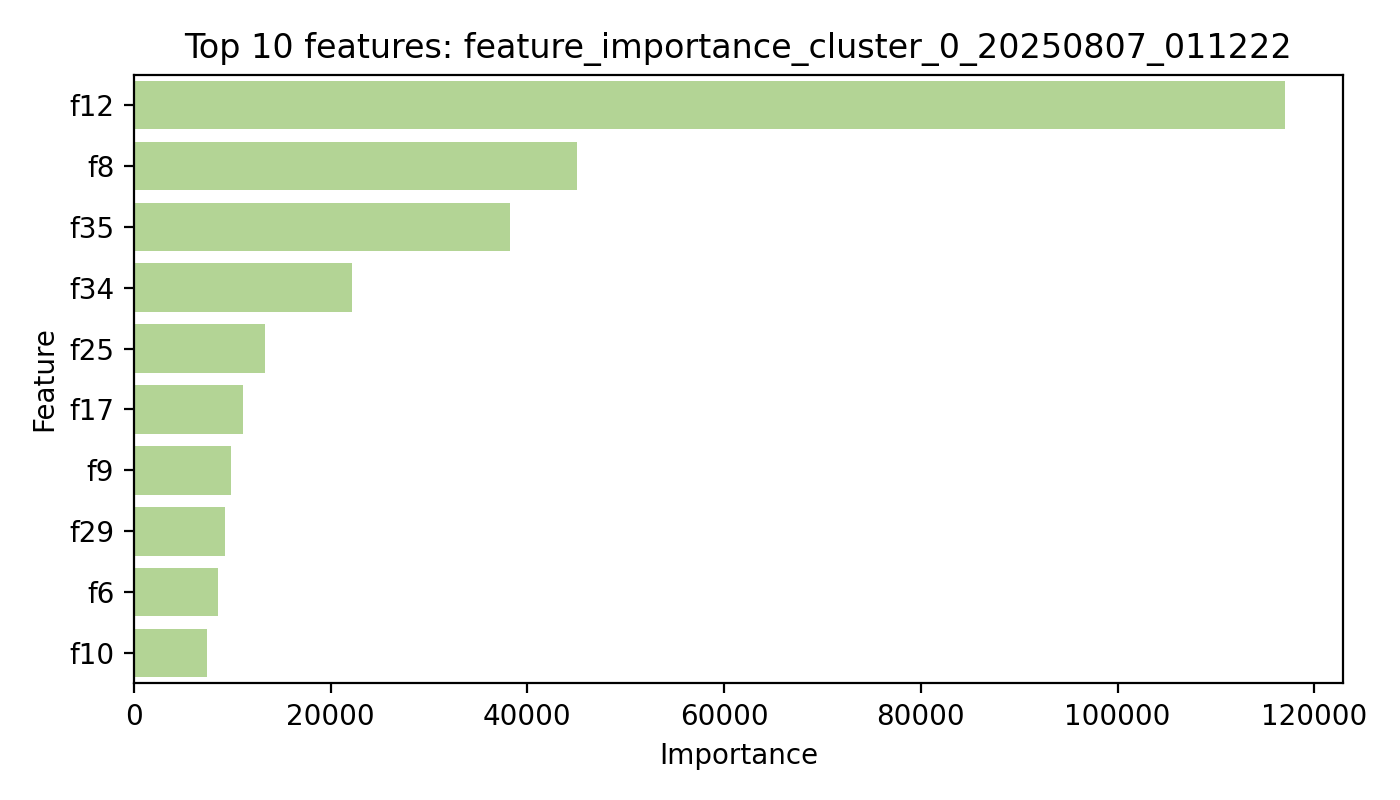 Top 10 features: feature_importance_cluster_0_20250807_011222
f12
f8
f35
f34
f25
f17
f9
f29
f6
f10
Feature
0 20000 40000 60000 80000 100000 120000
Importance